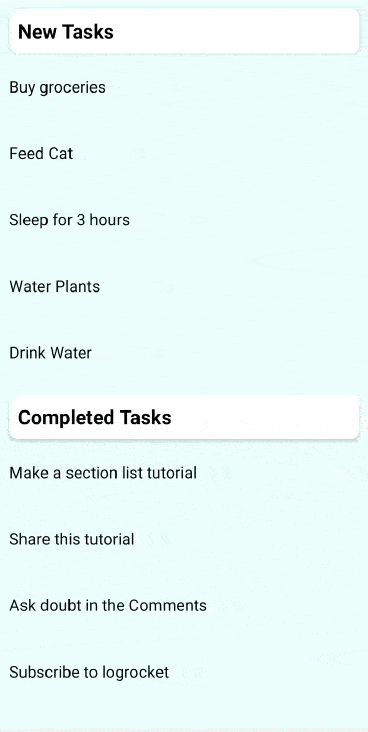 New Tasks
Buy groceries
Feed Cat
Sleep for 3 hours
Water Plants
Drink Water
Completed Tasks
Make a section list tutorial
Share this tutorial
Ask doubt in the Comments
Subscribe to logrocket